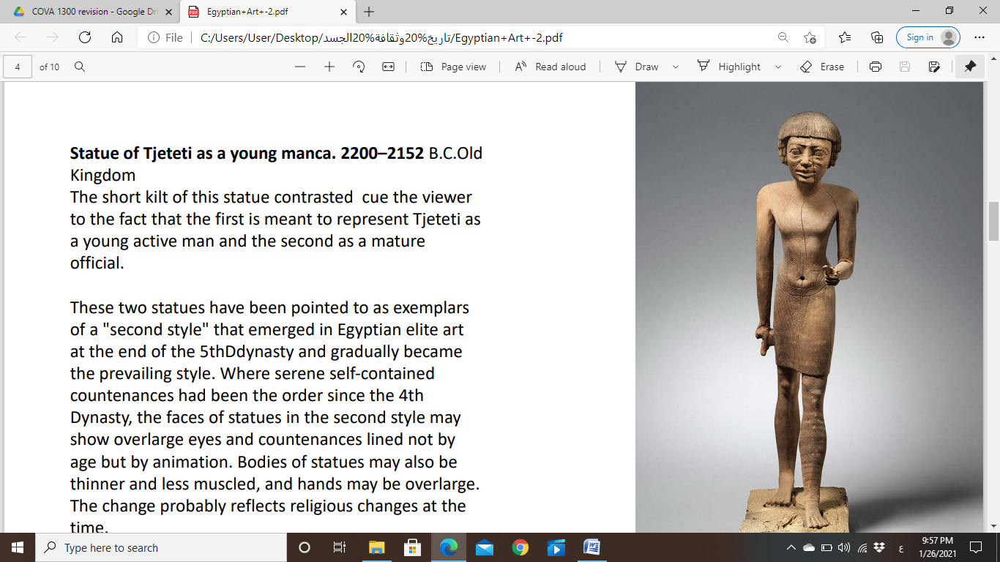 COVA 1300 revision - Google Dri
Egyptian+Art+-2.pdf
File
C:/Users/User/Desktop/تاريخ%20وثقافة%20الجسد/Egyptian+Art+-2.pdf
Sign in
4
of 10
Page view
Read aloud
Draw
Highlight
Erase
Statue of Tjeteti as a young manca. 2200–2152 B.C.Old
Kingdom
The short kilt of this statue contrasted  cue the viewer
to the fact that the first is meant to represent Tjeteti as
a young active man and the second as a mature
official.
These two statues have been pointed to as exemplars
of a "second style" that emerged in Egyptian elite art
at the end of the 5thDdynasty and gradually became
the prevailing style. Where serene self-contained
countenances had been the order since the 4th
Dynasty, the faces of statues in the second style may
show overlarge eyes and countenances lined not by
age but by animation. Bodies of statues may also be
thinner and less muscled, and hands may be overlarge.
The change probably reflects religious changes at the
time.
Type here to search
ع
9:57 PM
1/26/2021